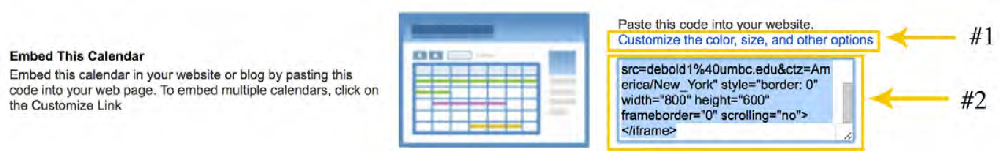 Embed This Calendar
Embed this calendar in your website or blog by pasting this
code into your web page. To embed multiple calendars, click on
the Customize Link
Paste this code into your website.
Customize the color, size, and other options
#1
src=debold1%40umbc.edu&ctz=Am
erica/New_York" style="border: 0"
width="800" height="600"
frameborder="0" scrolling="no">
</iframe>
#2